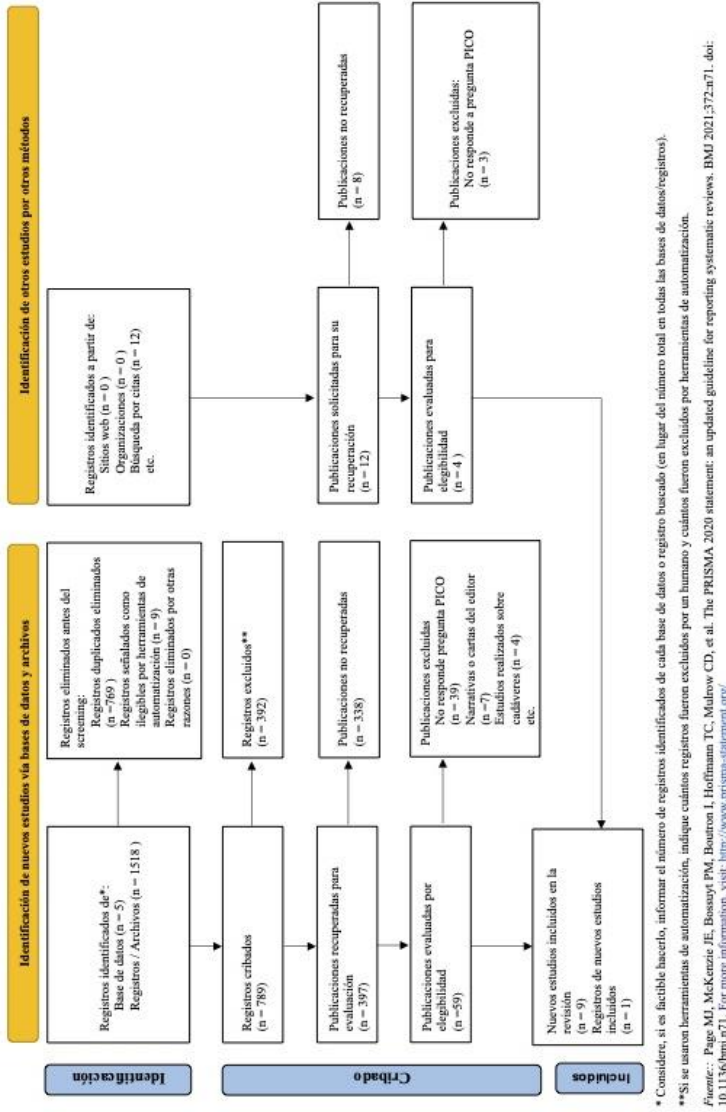 Identificación de nuevos estudios vía bases de datos y archivos
Identificación de otros estudios por otros métodos
Identificación
Registros identificados de*:
Base de datos (n = 5)
Registros / Archivos (n = 1518 )
Registros eliminados antes del
screening:
Registros duplicados eliminados
(n =769 )
Registros señalados como
ilegibles por herramientas de
automatización (n = 9)
Registros eliminados por otras
razones (n = 0)
Registros identificados a partir de:
Sitios web (n = 0 )
Organizaciones (n = 0 )
Búsqueda por citas (n = 12)
etc.
Cribado
Registros cribados
(n = 789)
Registros excluidos**
(n = 392)
Publicaciones recuperadas para
evaluación
(n = 397)
Publicaciones no recuperadas
(n = 338)
Publicaciones solicitadas para su
recuperación
(n = 12)
Publicaciones no recuperadas
(n = 8)
Publicaciones evaluadas por
elegibilidad
(n =59)
Publicaciones excluidas
No responde pregunta PICO
(n = 39)
Narrativas o cartas del editor
(n =7)
Estudios realizados sobre
cadáveres (n = 4)
etc.
Publicaciones evaluadas para
elegibilidad
(n = 4 )
Publicaciones excluidas:
No responde a pregunta PICO
(n = 3)
Incluidos
Nuevos estudios incluidos en la
revisión
(n = 9)
Registros de nuevos estudios
incluidos
(n = 1)
* Considere, si es factible hacerlo, informar el número de registros identificados de cada base de datos o registro buscado (en lugar del número total en todas las bases de datos/registros).
**Si se usaron herramientas de automatización, indique cuántos registros fueron excluidos por un humano y cuántos fueron excluidos por herramientas de automatización.
Fuente:: Page MJ, McKenzie JE, Bossuyt PM, Boutron I, Hoffmann TC, Mulrow CD, et al. The PRISMA 2020 statement: an updated guideline for reporting systematic reviews. BMJ 2021;372:n71. doi:
10.1136/bmj.n71. For more information, visit: http://www.prisma-statement.org/